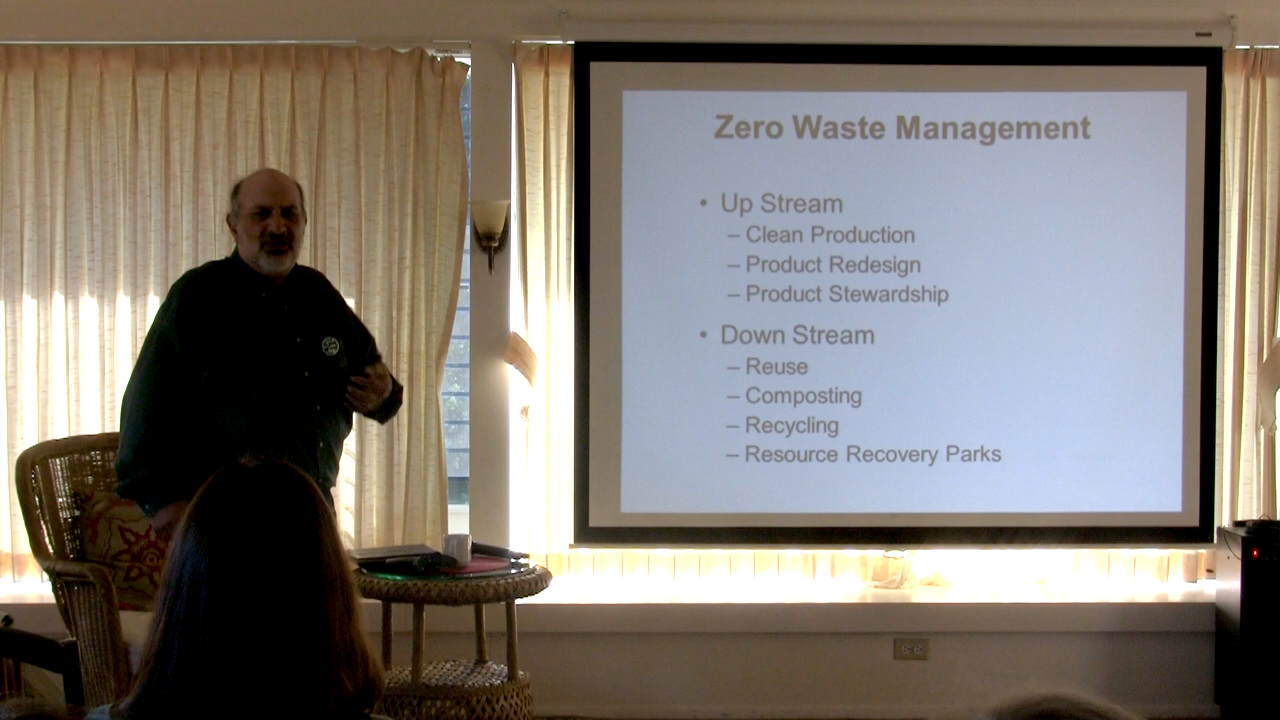 Zero Waste Management
• Up Stream
– Clean Production
– Product Redesign
– Product Stewardship
• Down Stream
– Reuse
– Composting
– Recycling
– Resource Recovery Parks